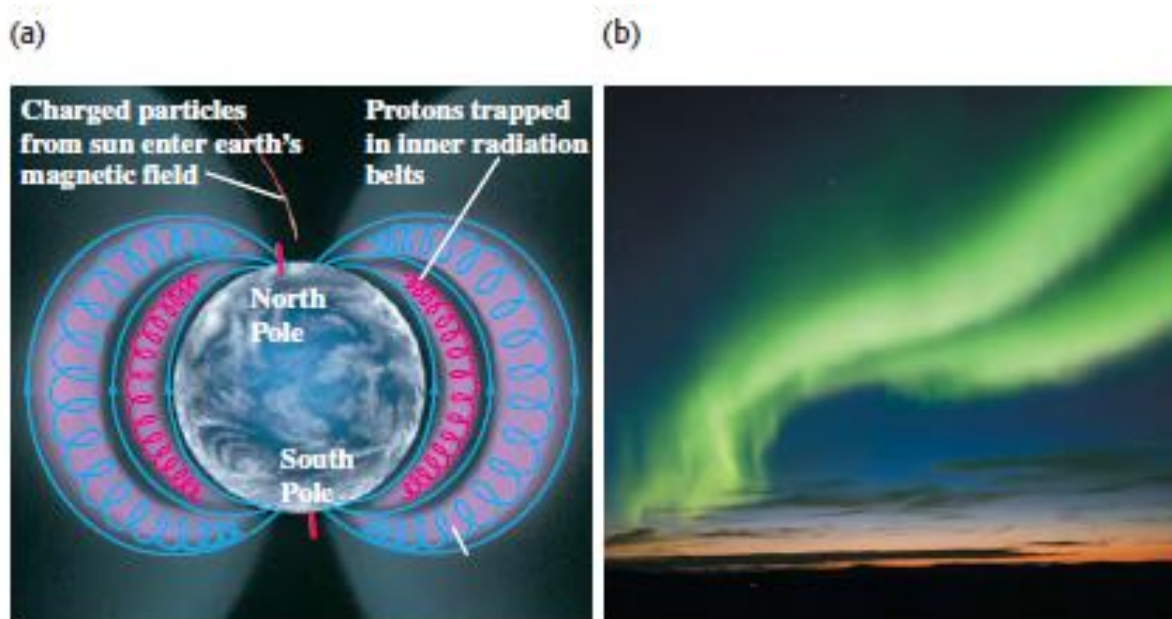 (a)
(b)
Charged particles
from sun enter earth's
magnetic field
Protons trapped
in inner radiation
belts
North
Pole
South
Pole